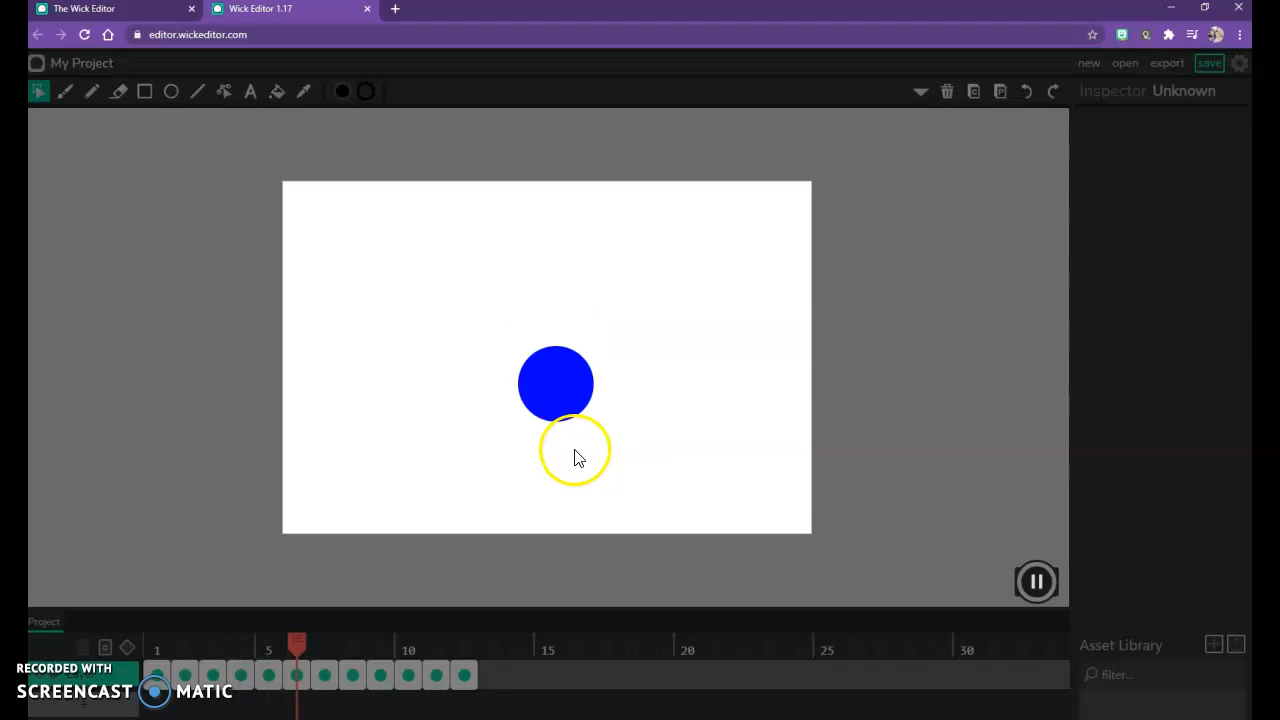 The Wick Editor
Wick Editor 1.17
editor.wickeditor.com
My Project
new open export save
Inspector Unknown
Project
1 5 10 15 20 25 30
Asset Library
filter...
RECORDED WITH
SCREENCAST MATIC